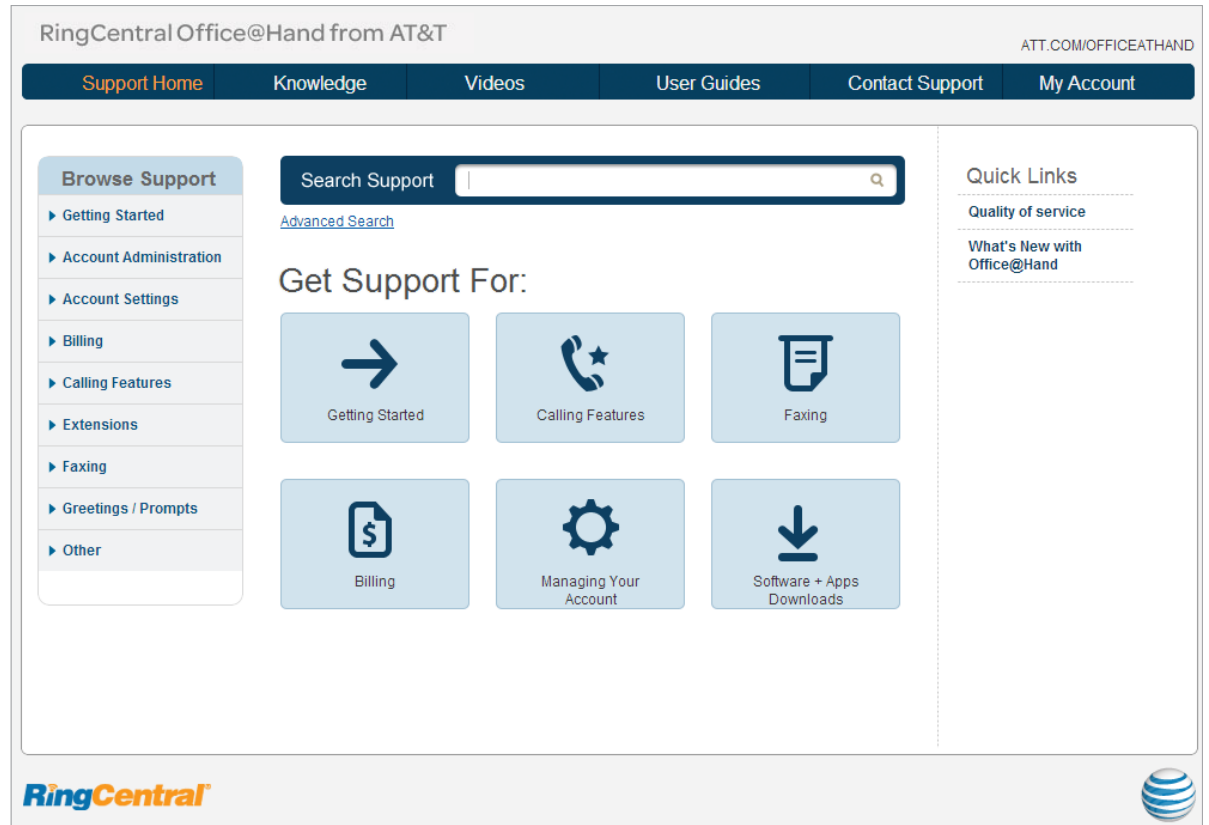 RingCentral Office@Hand from AT&T
ATT.COM/OFFICEATHAND
Support Home
Knowledge
Videos
User Guides
Contact Support
My Account
Browse Support
Getting Started
Account Administration
Account Settings
Billing
Calling Features
Extensions
Faxing
Greetings / Prompts
Other
Search Support
Advanced Search
Get Support For:
Getting Started
Calling Features
Faxing
Billing
Managing Your
Account
Software + Apps
Downloads
Quick Links
Quality of service
What's New with
Office@Hand
RingCentral®